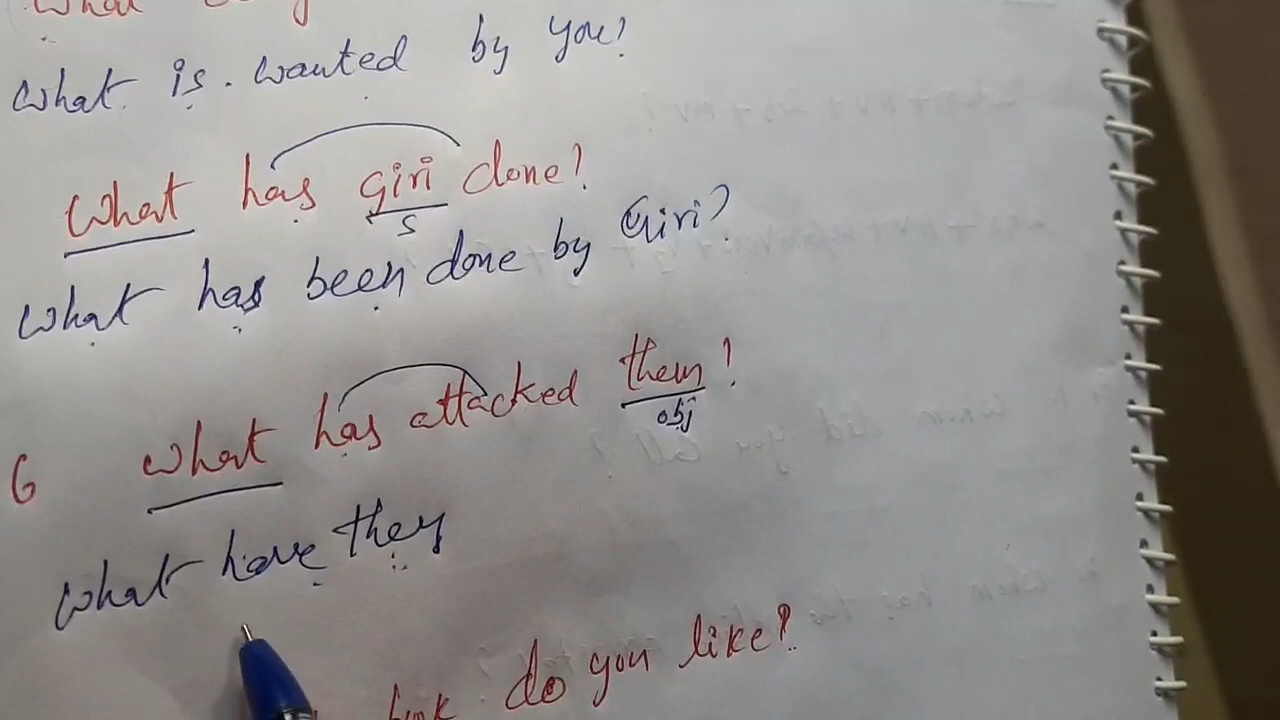 What
What is wanted by you?
What has giri done?
S
What has been done by Giri?
6 What has attacked them?
obj
What have they
do you like?